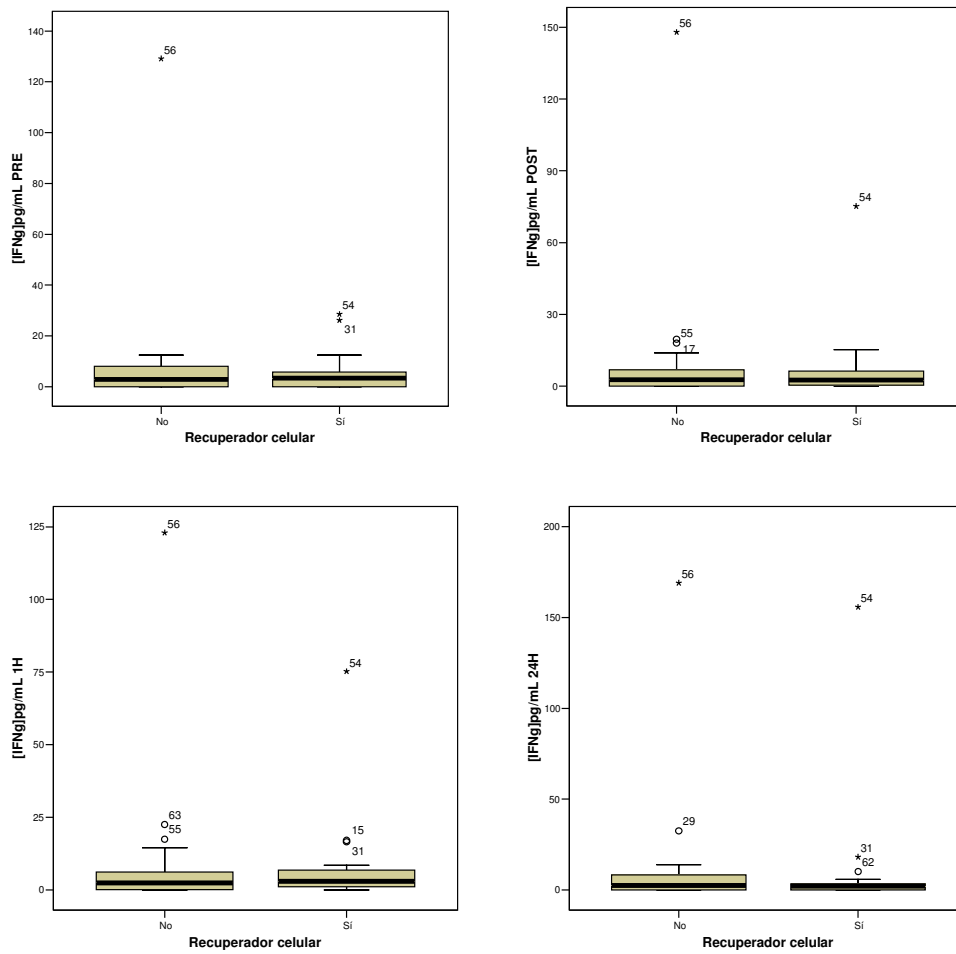 [IFNg]pg/mL PRE
140
120
100
80
60
40
20
0
56
54
31
No
Sí
Recuperador celular
[IFNg]pg/mL POST
150
120
90
60
30
0
56
55
17
54
No
Sí
Recuperador celular
[IFNg]pg/mL 1H
125
100
75
50
25
0
56
63
55
54
15
31
No
Sí
Recuperador celular
[IFNg]pg/mL 24H
200
150
100
50
0
56
29
54
31
62
No
Sí
Recuperador celular